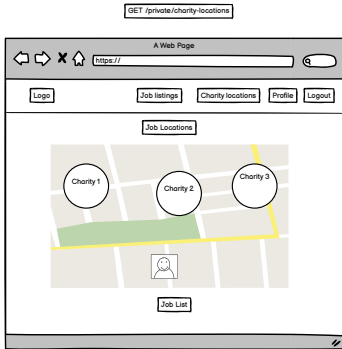 GET /private/charity-locations
A Web Page
https://
Logo
Job listings
Charity locations
Profile
Logout
Job Locations
Charity 1
Charity 2
Charity 3
Job List